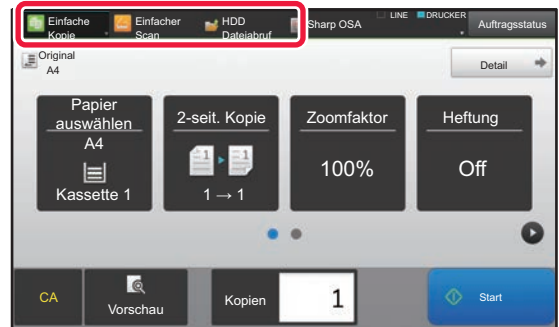 Einfache
Kopie
Einfacher
Scan
HDD
Dateiabruf
Sharp OSA
LINE
DRUCKER
Auftragsstatus
Original
A4
Detail
Papier
auswählen
A4
Kassette 1
2-seit. Kopie
1 → 1
Zoomfaktor
100%
Heftung
Off
CA
Vorschau
Kopien
1
Start